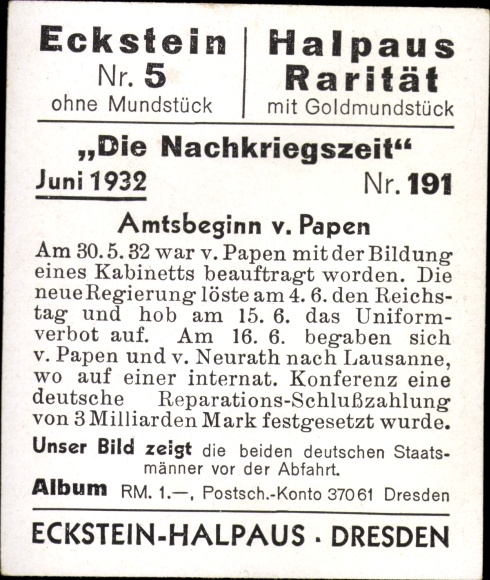 Eckstein
Nr. 5
ohne Mundstück
Halpaus
Rarität
mit Goldmundstück
„Die Nachkriegszeit“
Juni 1932 Nr. 191
Amtsbeginn v. Papen
Am 30. 5. 32 war v. Papen mit der Bildung
eines Kabinetts beauftragt worden. Die
neue Regierung löste am 4. 6. den Reichs-
tag und hob am 15. 6. das Uniform-
verbot auf. Am 16. 6. begaben sich
v. Papen und v. Neurath nach Lausanne,
wo auf einer internat. Konferenz eine
deutsche Reparations-Schlußzahlung
von 3 Milliarden Mark festgesetzt wurde.
Unser Bild zeigt die beiden deutschen Staats-
männer vor der Abfahrt.
Album RM. 1.—, Postsch.-Konto 37061 Dresden
ECKSTEIN-HALPAUS . DRESDEN